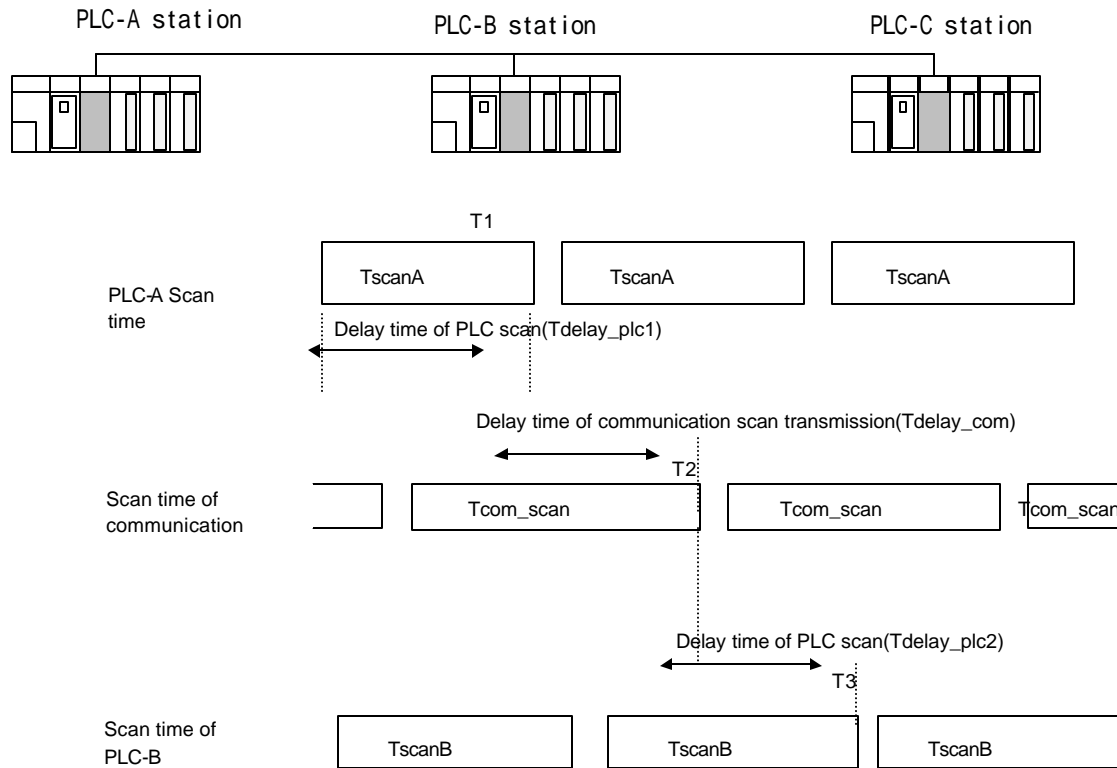 PLC-A station
PLC-B station
PLC-C station
T1
TscanA
TscanA
TscanA
PLC-A Scan
time
Delay time of PLC scan(Tdelay_plc1)
Delay time of communication scan transmission(Tdelay_com)
T2
Scan time of
communication
Tcom_scan
Tcom_scan
Tcom_scan
Delay time of PLC scan(Tdelay_plc2)
T3
Scan time of
PLC-B
TscanB
TscanB
TscanB